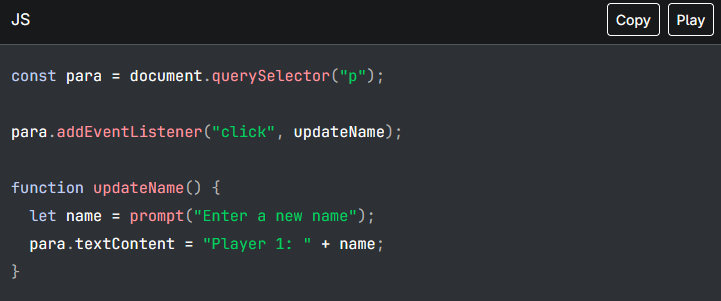 JS
Copy Play
const para = document.querySelector("p");
para.addEventListener("click", updateName);
function updateName() {
  let name = prompt("Enter a new name");
  para.textContent = "Player 1: " + name;
}